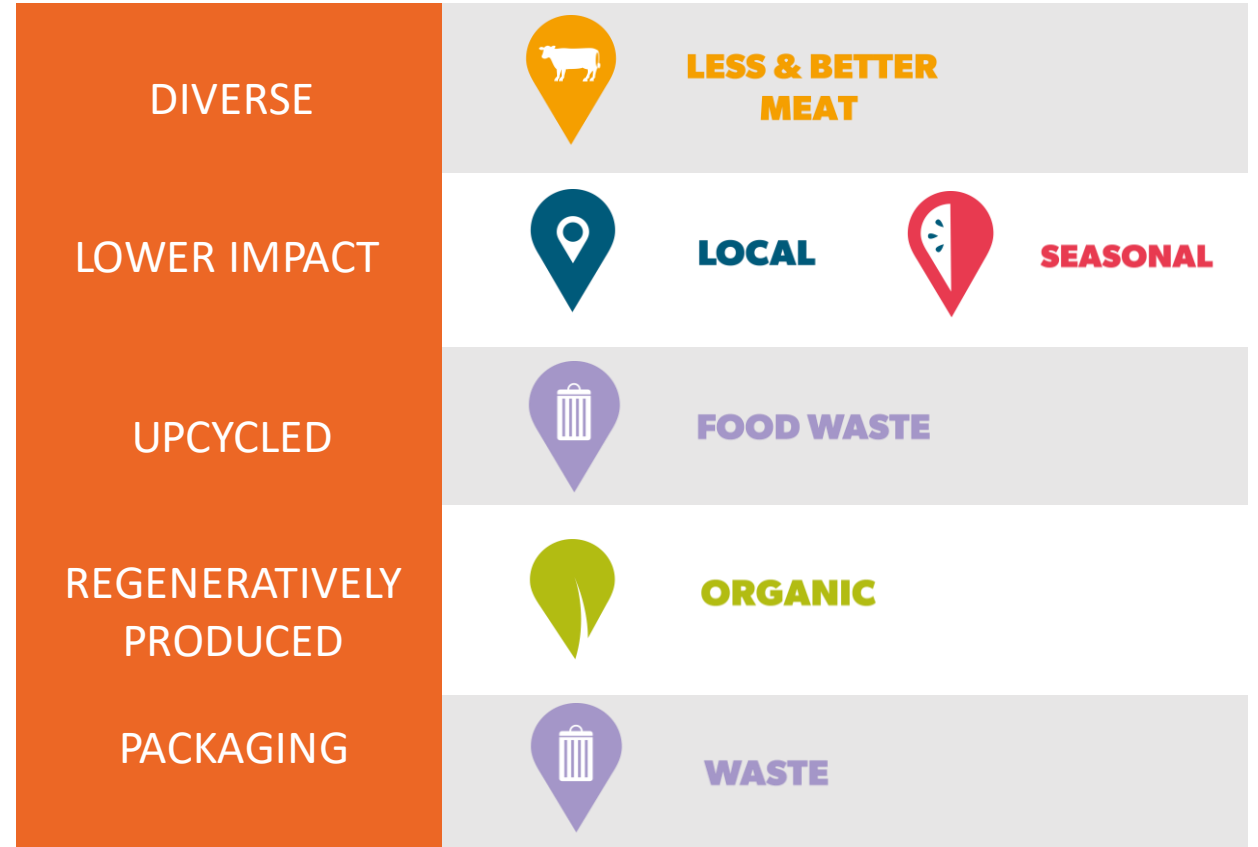 DIVERSE
LESS & BETTER
MEAT
LOWER IMPACT
LOCAL
SEASONAL
UPCYCLED
FOOD WASTE
REGENERATIVELY
PRODUCED
ORGANIC
PACKAGING
WASTE